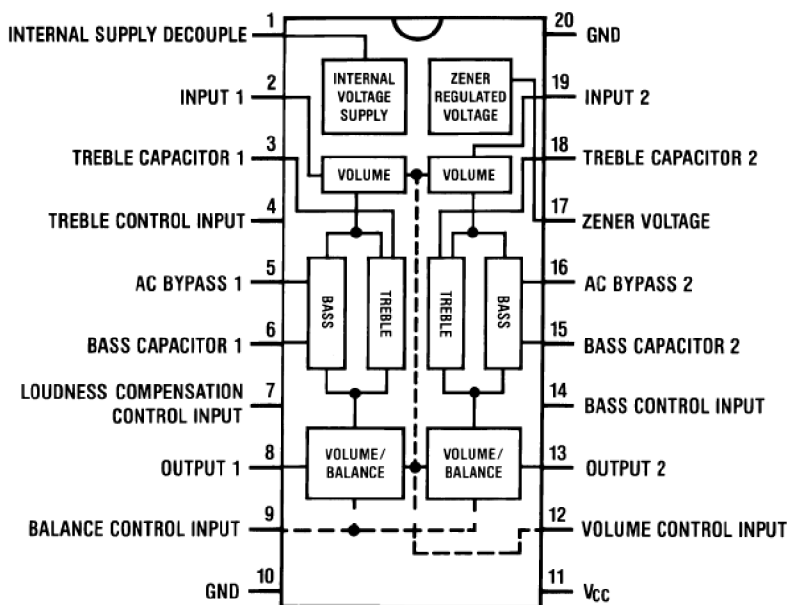 1
INTERNAL SUPPLY DECOUPLE
2
INPUT 1
3
TREBLE CAPACITOR 1
4
TREBLE CONTROL INPUT
5
AC BYPASS 1
6
BASS CAPACITOR 1
LOUDNESS COMPENSATION
7
CONTROL INPUT
8
OUTPUT 1
9
BALANCE CONTROL INPUT
10
GND
INTERNAL
VOLTAGE
SUPPLY
ZENER
REGULATED
VOLTAGE
VOLUME
VOLUME
BASS
TREBLE
TREBLE
BASS
VOLUME/
BALANCE
VOLUME/
BALANCE
20
GND
19
INPUT 2
18
TREBLE CAPACITOR 2
17
ZENER VOLTAGE
16
AC BYPASS 2
15
BASS CAPACITOR 2
14
BASS CONTROL INPUT
13
OUTPUT 2
12
VOLUME CONTROL INPUT
11
VCC